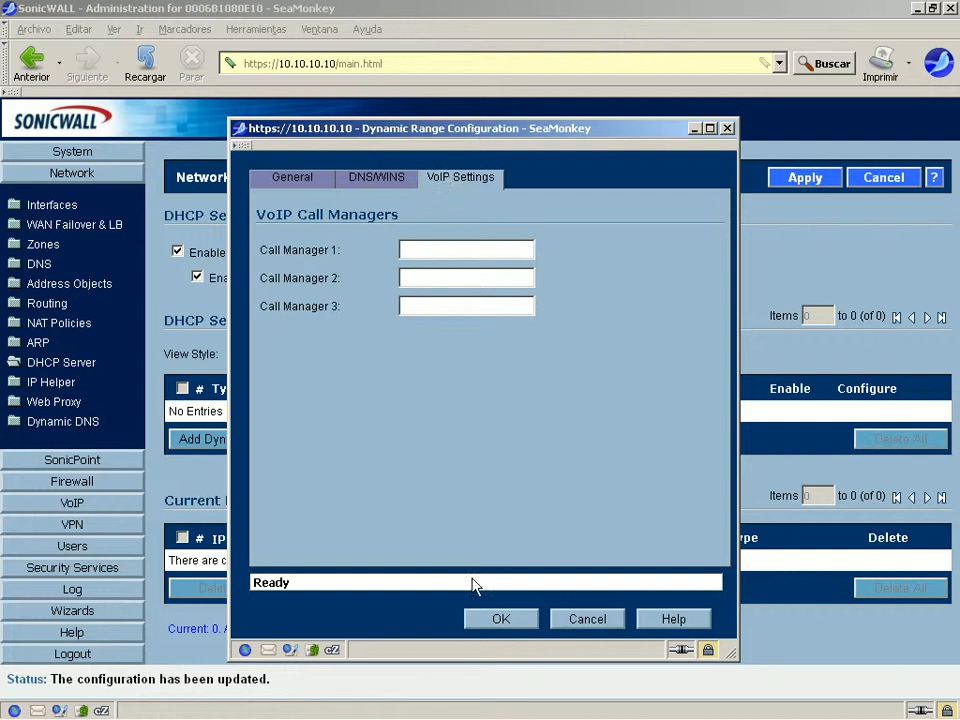 SonicWALL - Administration for 0006B1080E10 - SeaMonkey
Archivo Editar Ver Ir Marcadores Herramientas Ventana Ayuda
Anterior Siguiente Recargar Parar https://10.10.10.10/main.html Buscar Imprimir
SONICWALL
https://10.10.10.10 - Dynamic Range Configuration - SeaMonkey
System
Network
Interfaces
WAN Failover & LB
Zones
DNS
Address Objects
Routing
NAT Policies
ARP
DHCP Server
IP Helper
Web Proxy
Dynamic DNS
SonicPoint
Firewall
VoIP
VPN
Users
Security Services
Log
Wizards
Help
Logout
Network
Apply Cancel ?
DHCP Se
Enable
Ena
DHCP Se
Items 0 to 0 (of 0)
View Style:
# Ty
Enable Configure
No Entries
Add Dyn
Delete All
Current
Items 0 to 0 (of 0)
# IP
ype Delete
There are c
Delet
Delete All
Current: 0. A
General DNS/WINS VoIP Settings
VoIP Call Managers
Call Manager 1:
Call Manager 2:
Call Manager 3:
Ready
OK Cancel Help
Status: The configuration has been updated.